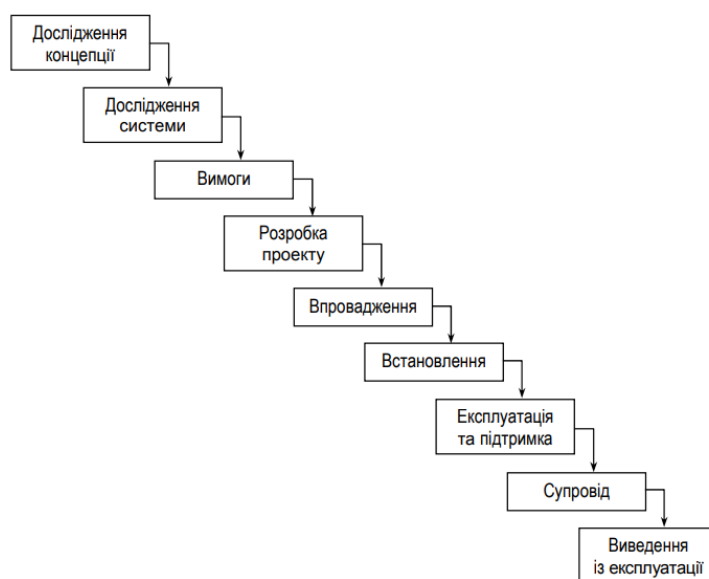 Дослідження
концепції
Дослідження
системи
Вимоги
Розробка
проекту
Впровадження
Встановлення
Експлуатація
та підтримка
Супровід
Виведення
із експлуатації